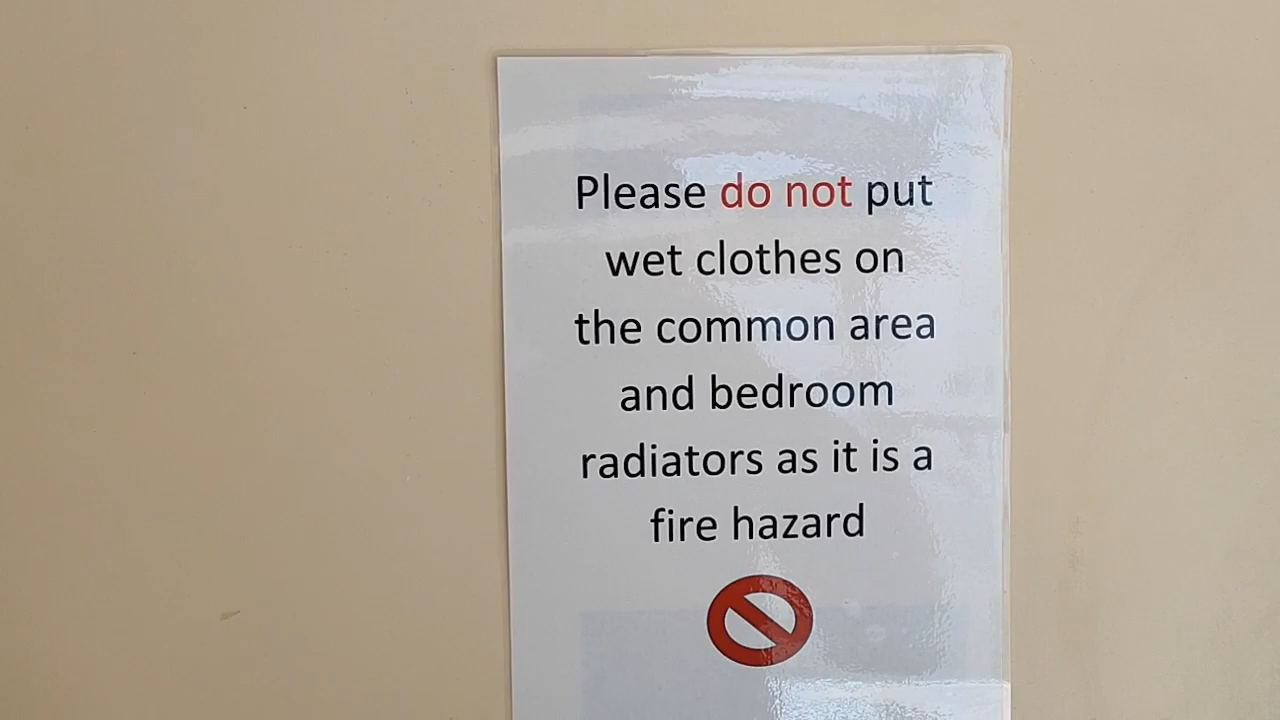 Please do not put
wet clothes on
the common area
and bedroom
radiators as it is a
fire hazard